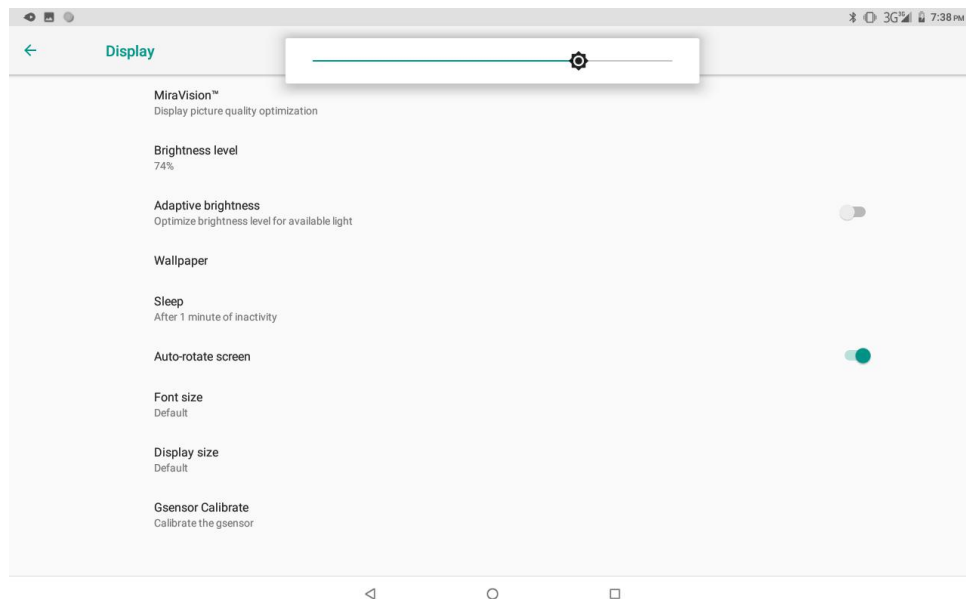 3G 3G 7:38 PM
Display
MiraVision™
Display picture quality optimization
Brightness level
74%
Adaptive brightness
Optimize brightness level for available light
Wallpaper
Sleep
After 1 minute of inactivity
Auto-rotate screen
Font size
Default
Display size
Default
Gsensor Calibrate
Calibrate the gsensor